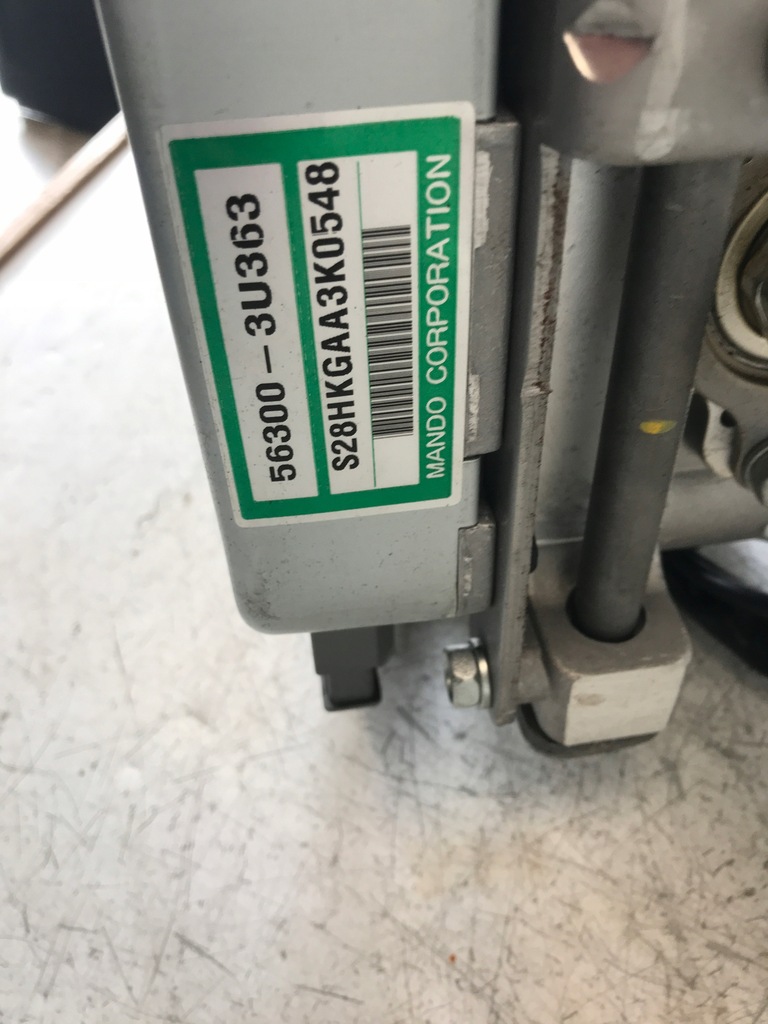 56300 – 3U363
S28HKGAA3K0548
MANDO CORPORATION